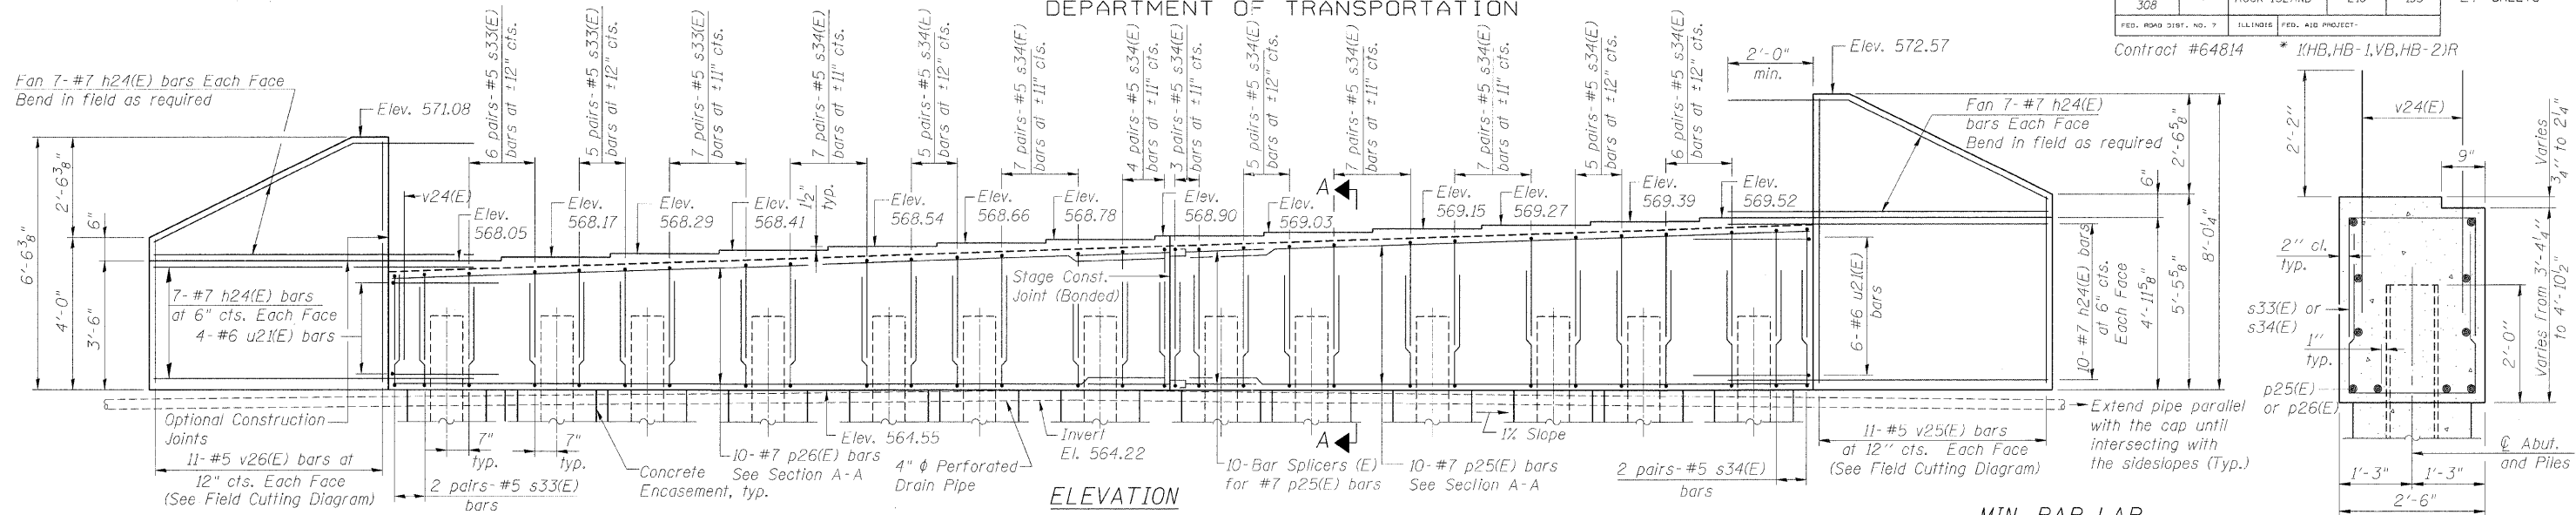 DEPARTMENT OF TRANSPORTATION
308
FED. ROAD DIST. NO. 7
ILLINOIS
FED. AID PROJECT-
Contract #64814
* 1(HB,HB-1,VB,HB-2)R
Fan 7-#7 h24(E) bars Each Face
Bend in field as required
Elev. 571.08
6 pairs-#5 s33(E)
bars at ±12" cts.
5 pairs-#5 s33(E)
bars at ±12" cts.
7 pairs-#5 s33(E)
bars at ±11" cts.
7 pairs-#5 s34(E)
bars at ±11" cts.
5 pairs-#5 s34(E)
bars at ±12" cts.
7 pairs-#5 s34(E)
bars at ±11" cts.
4 pairs-#5 s34(E)
bars at ±11" cts.
3 pairs-#5 s34(E)
bars at ±11" cts.
5 pairs-#5 s34(E)
bars at ±12" cts.
7 pairs-#5 s34(E)
bars at ±11" cts.
7 pairs-#5 s34(E)
bars at ±11" cts.
5 pairs-#5 s34(E)
bars at ±12" cts.
6 pairs-#5 s34(E)
bars at ±12" cts.
2'-0"
min.
Elev. 572.57
Fan 7-#7 h24(E)
bars Each Face
Bend in field as required
6'-6 3/8"
4'-0"
2'-6 3/8"
6"
3'-6"
v24(E)
Elev.
568.05
Elev.
568.17
Elev.
568.29
Elev.
568.41
1 1/2"
typ.
Elev.
568.54
Elev.
568.66
Elev.
568.78
Elev.
568.90
Elev.
569.03
A
Elev.
569.15
Elev.
569.27
Elev.
569.39
Elev.
569.52
7-#7 h24(E) bars
at 6" cts. Each Face
4-#6 u21(E) bars
Stage Const.
Joint (Bonded)
6-#6 u21(E)
bars
10-#7 h24(E) bars
at 6" cts.
Each Face
4'-11 5/8"
6"
2'-6 5/8"
5'-5 5/8"
8'-0 1/4"
Optional Construction
Joints
11-#5 v26(E) bars at
12" cts. Each Face
(See Field Cutting Diagram)
7"
typ.
7"
typ.
2 pairs-#5 s33(E)
bars
Concrete
Encasement, typ.
Elev. 564.55
10-#7 p26(E) bars
See Section A-A
4" ϕ Perforated
Drain Pipe
Invert
El. 564.22
ELEVATION
10-Bar Splicers (E)
for #7 p25(E) bars
A
10-#7 p25(E) bars
See Section A-A
1% Slope
2 pairs-#5 s34(E)
bars
11-#5 v25(E) bars
at 12" cts. Each Face
(See Field Cutting Diagram)
Extend pipe parallel
with the cap until
intersecting with
the sideslopes (Typ.)
MIN. BAR LAP
2'-2"
v24(E)
9"
Varies
3/4" to 2 1/4"
2" cl.
typ.
s33(E) or
s34(E)
1"
typ.
p25(E)
or p26(E)
2'-0"
Varies from 3'-4 1/4"
to 4'-10 1/2"
℄ Abut.
and Piles
1'-3"
1'-3"
2'-6"